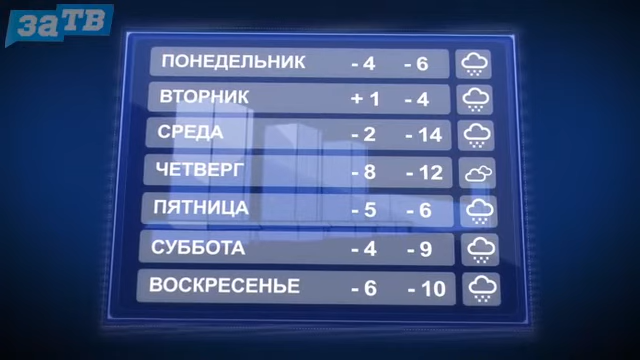 заТВ
ПОНЕДЕЛЬНИК - 4 - 6
ВТОРНИК + 1 - 4
СРЕДА - 2 - 14
ЧЕТВЕРГ - 8 - 12
ПЯТНИЦА - 5 - 6
СУББОТА - 4 - 9
ВОСКРЕСЕНЬЕ - 6 - 10